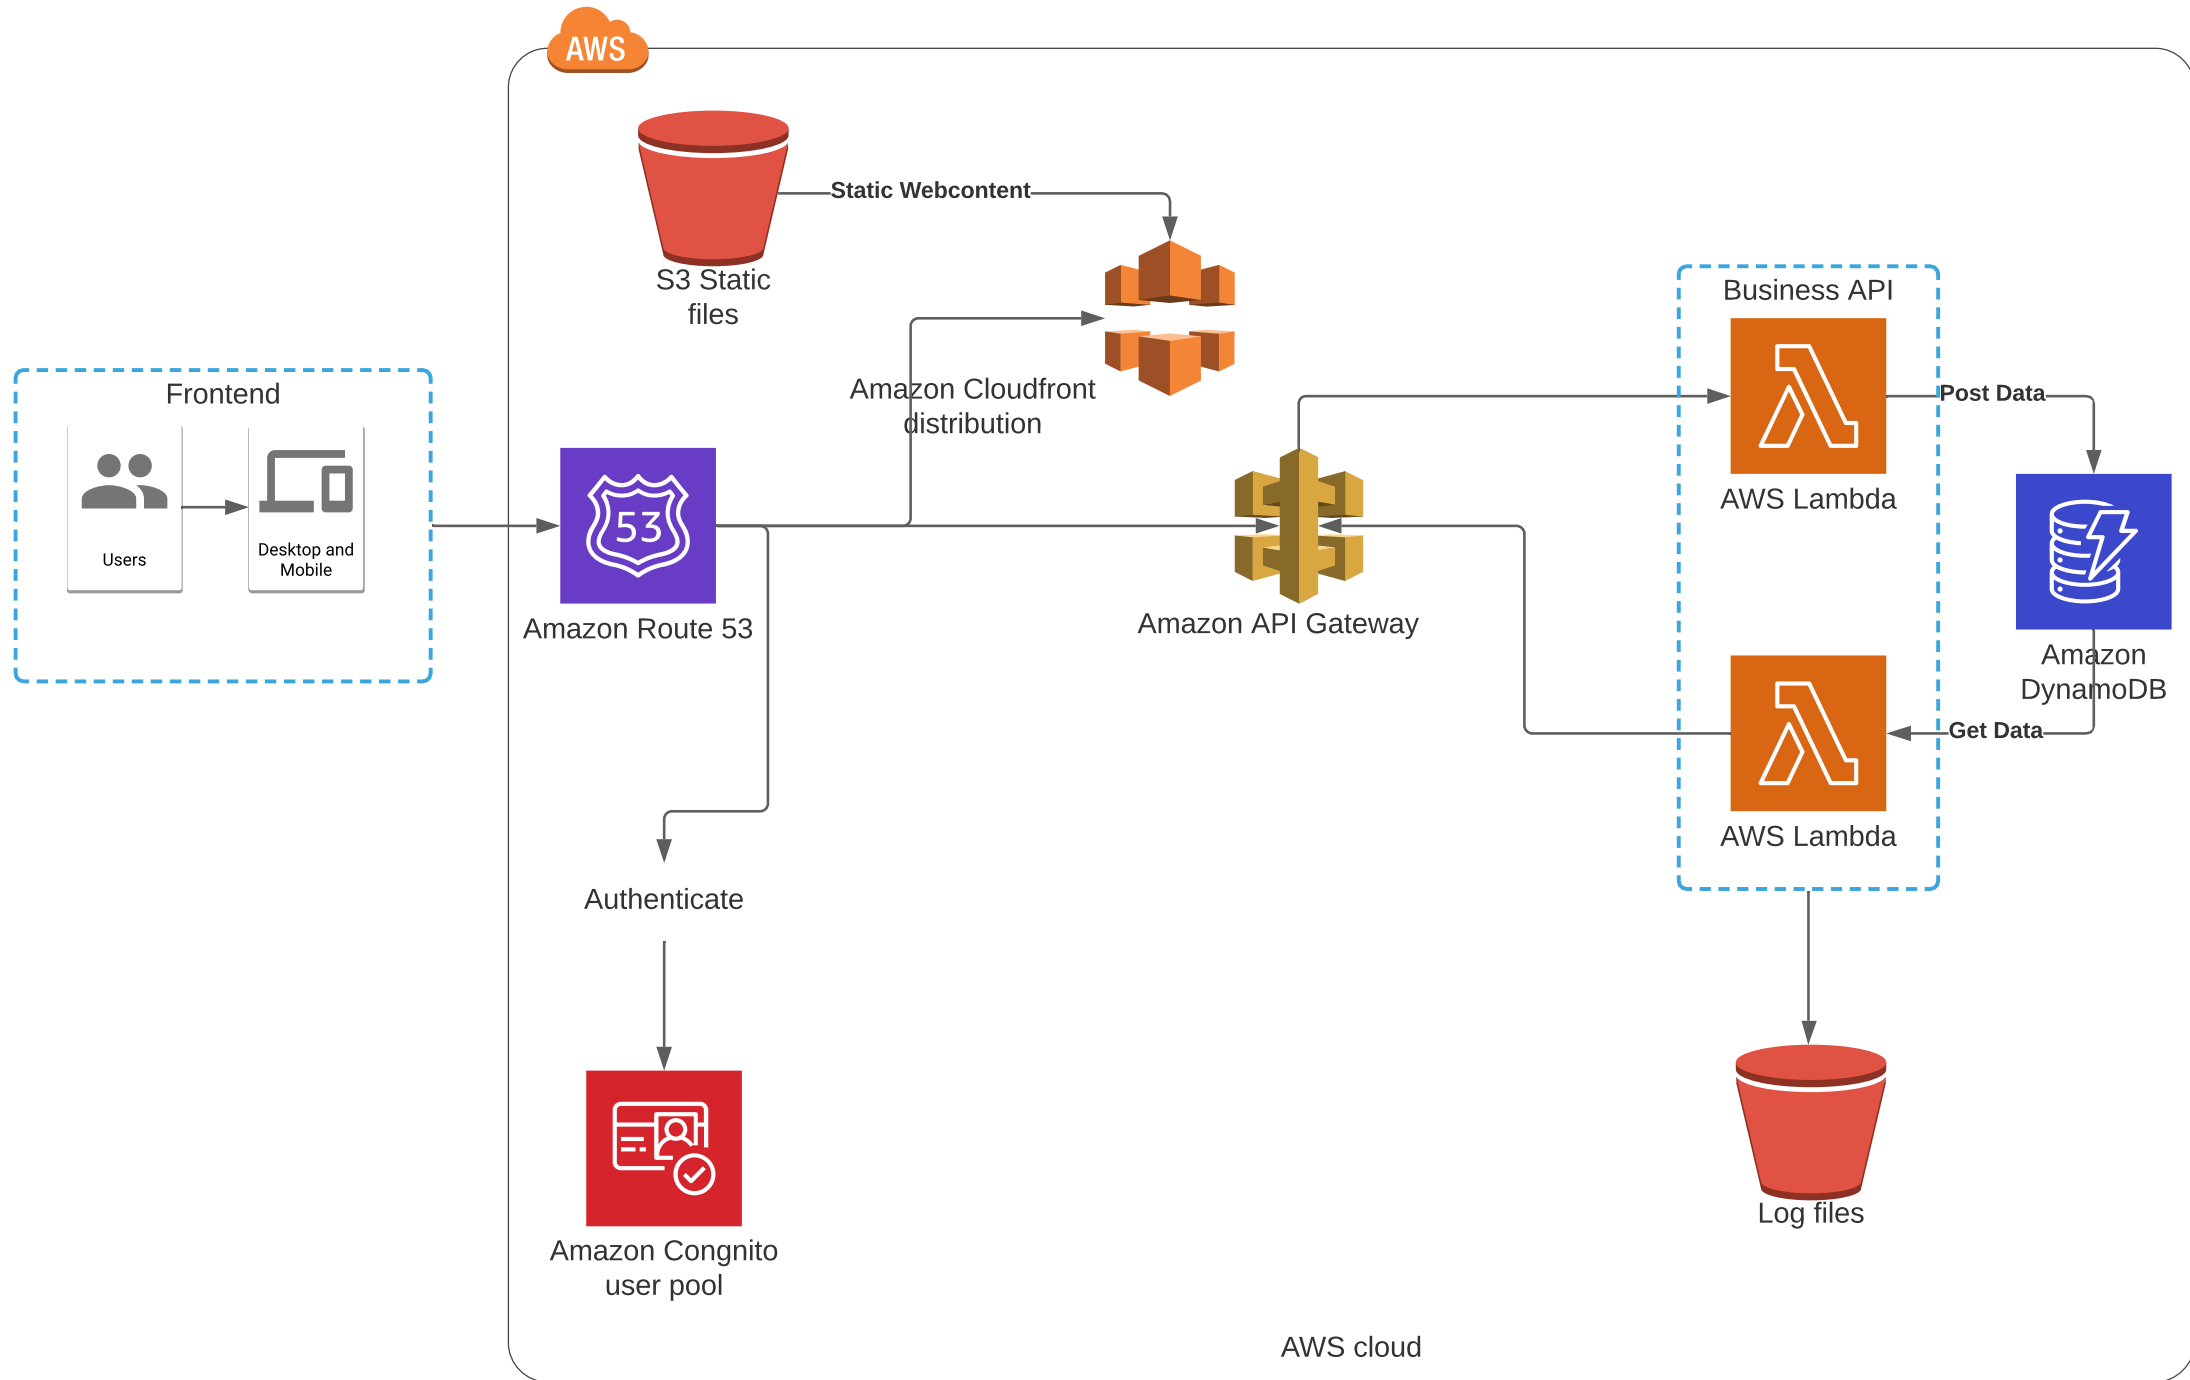 AWS
Static Webcontent
S3 Static
files
Business API
Frontend
Amazon Cloudfront
distribution
Post Data
AWS Lambda
53
Users
Desktop and
Mobile
Amazon Route 53
Amazon API Gateway
Amazon
DynamoDB
Get Data
AWS Lambda
Authenticate
Log files
Amazon Congnito
user pool
AWS cloud